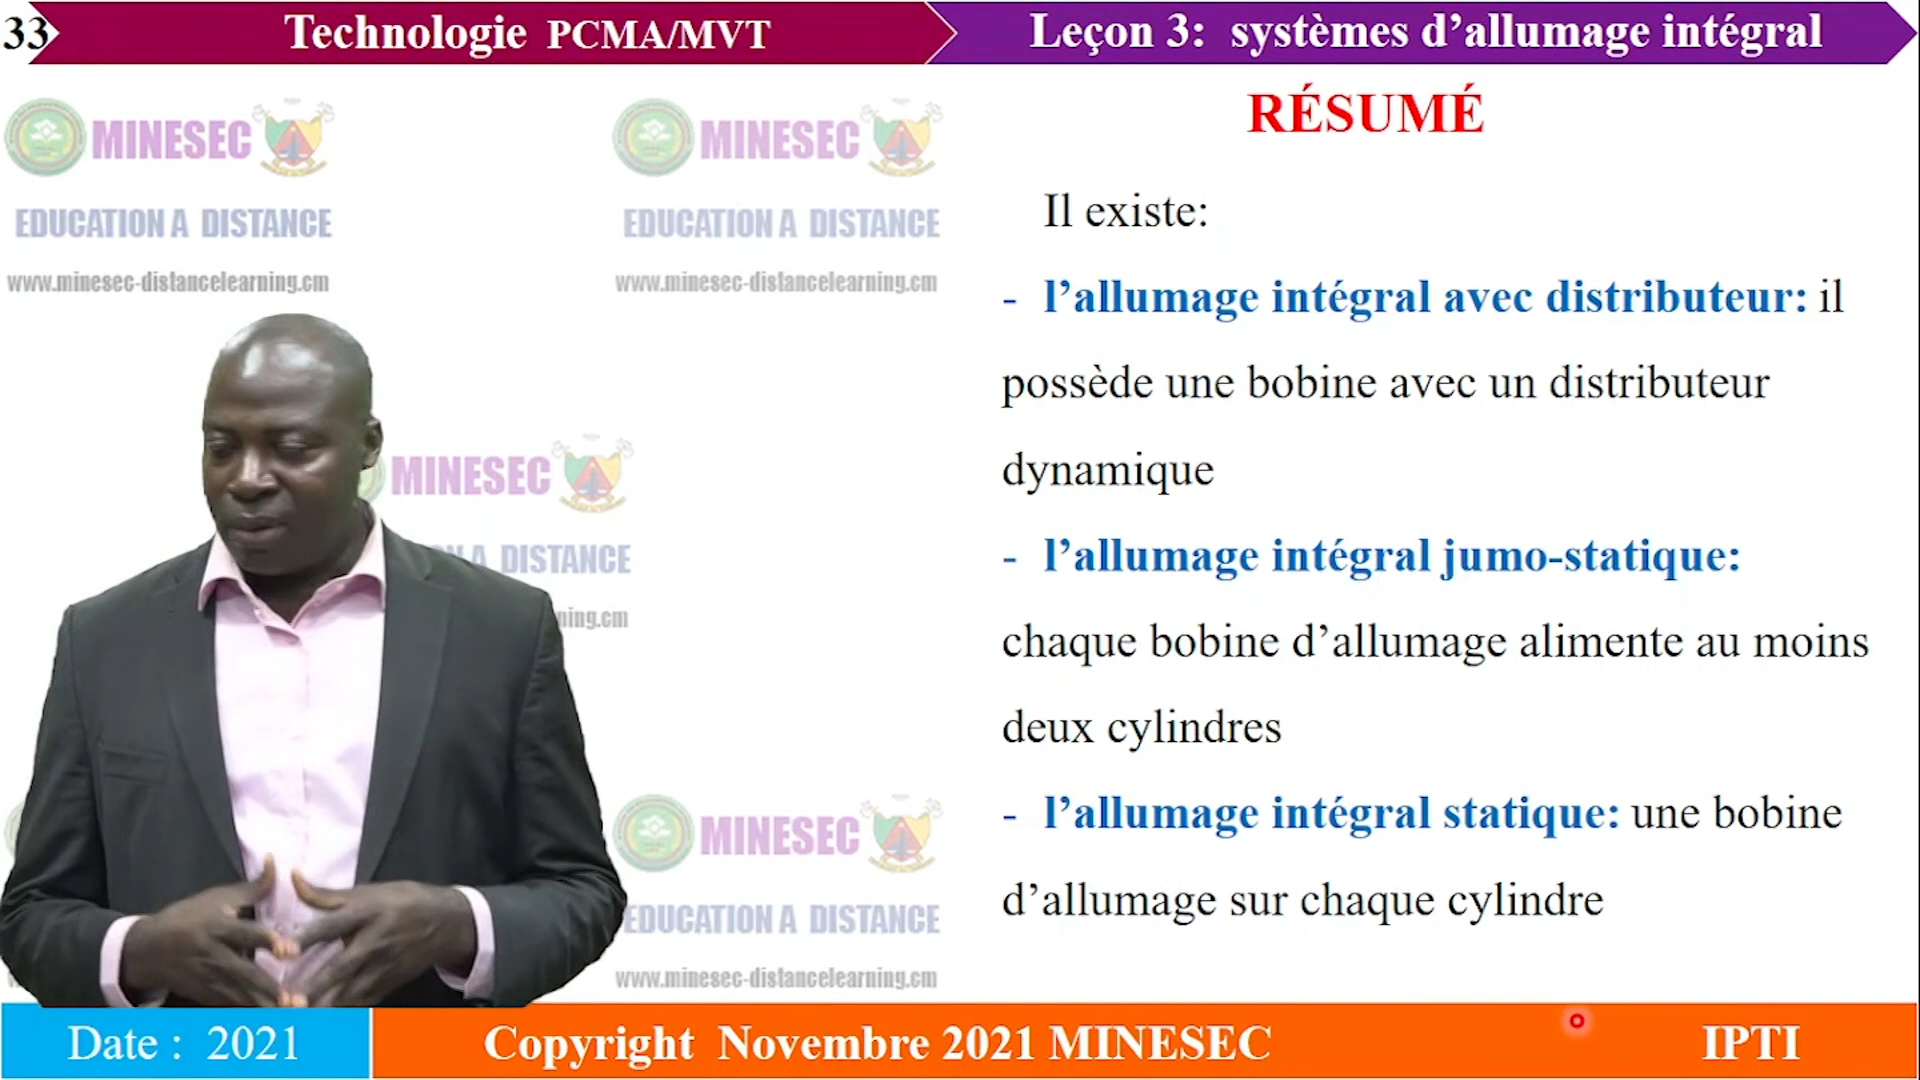 33
Technologie PCMA/MVT
Leçon 3: systèmes d’allumage intégral
MINESEC
EDUCATION A DISTANCE
www.minesec-distancelearning.cm
MINESEC
EDUCATION A DISTANCE
www.minesec-distancelearning.cm
RÉSUMÉ
Il existe:
- l’allumage intégral avec distributeur: il
possède une bobine avec un distributeur
dynamique
- l’allumage intégral jumo-statique:
chaque bobine d’allumage alimente au moins
deux cylindres
- l’allumage intégral statique: une bobine
d’allumage sur chaque cylindre
MINESEC
A DISTANCE
MINESEC
EDUCATION A DISTANCE
www.minesec-distancelearning.cm
Date : 2021
Copyright Novembre 2021 MINESEC
IPTI